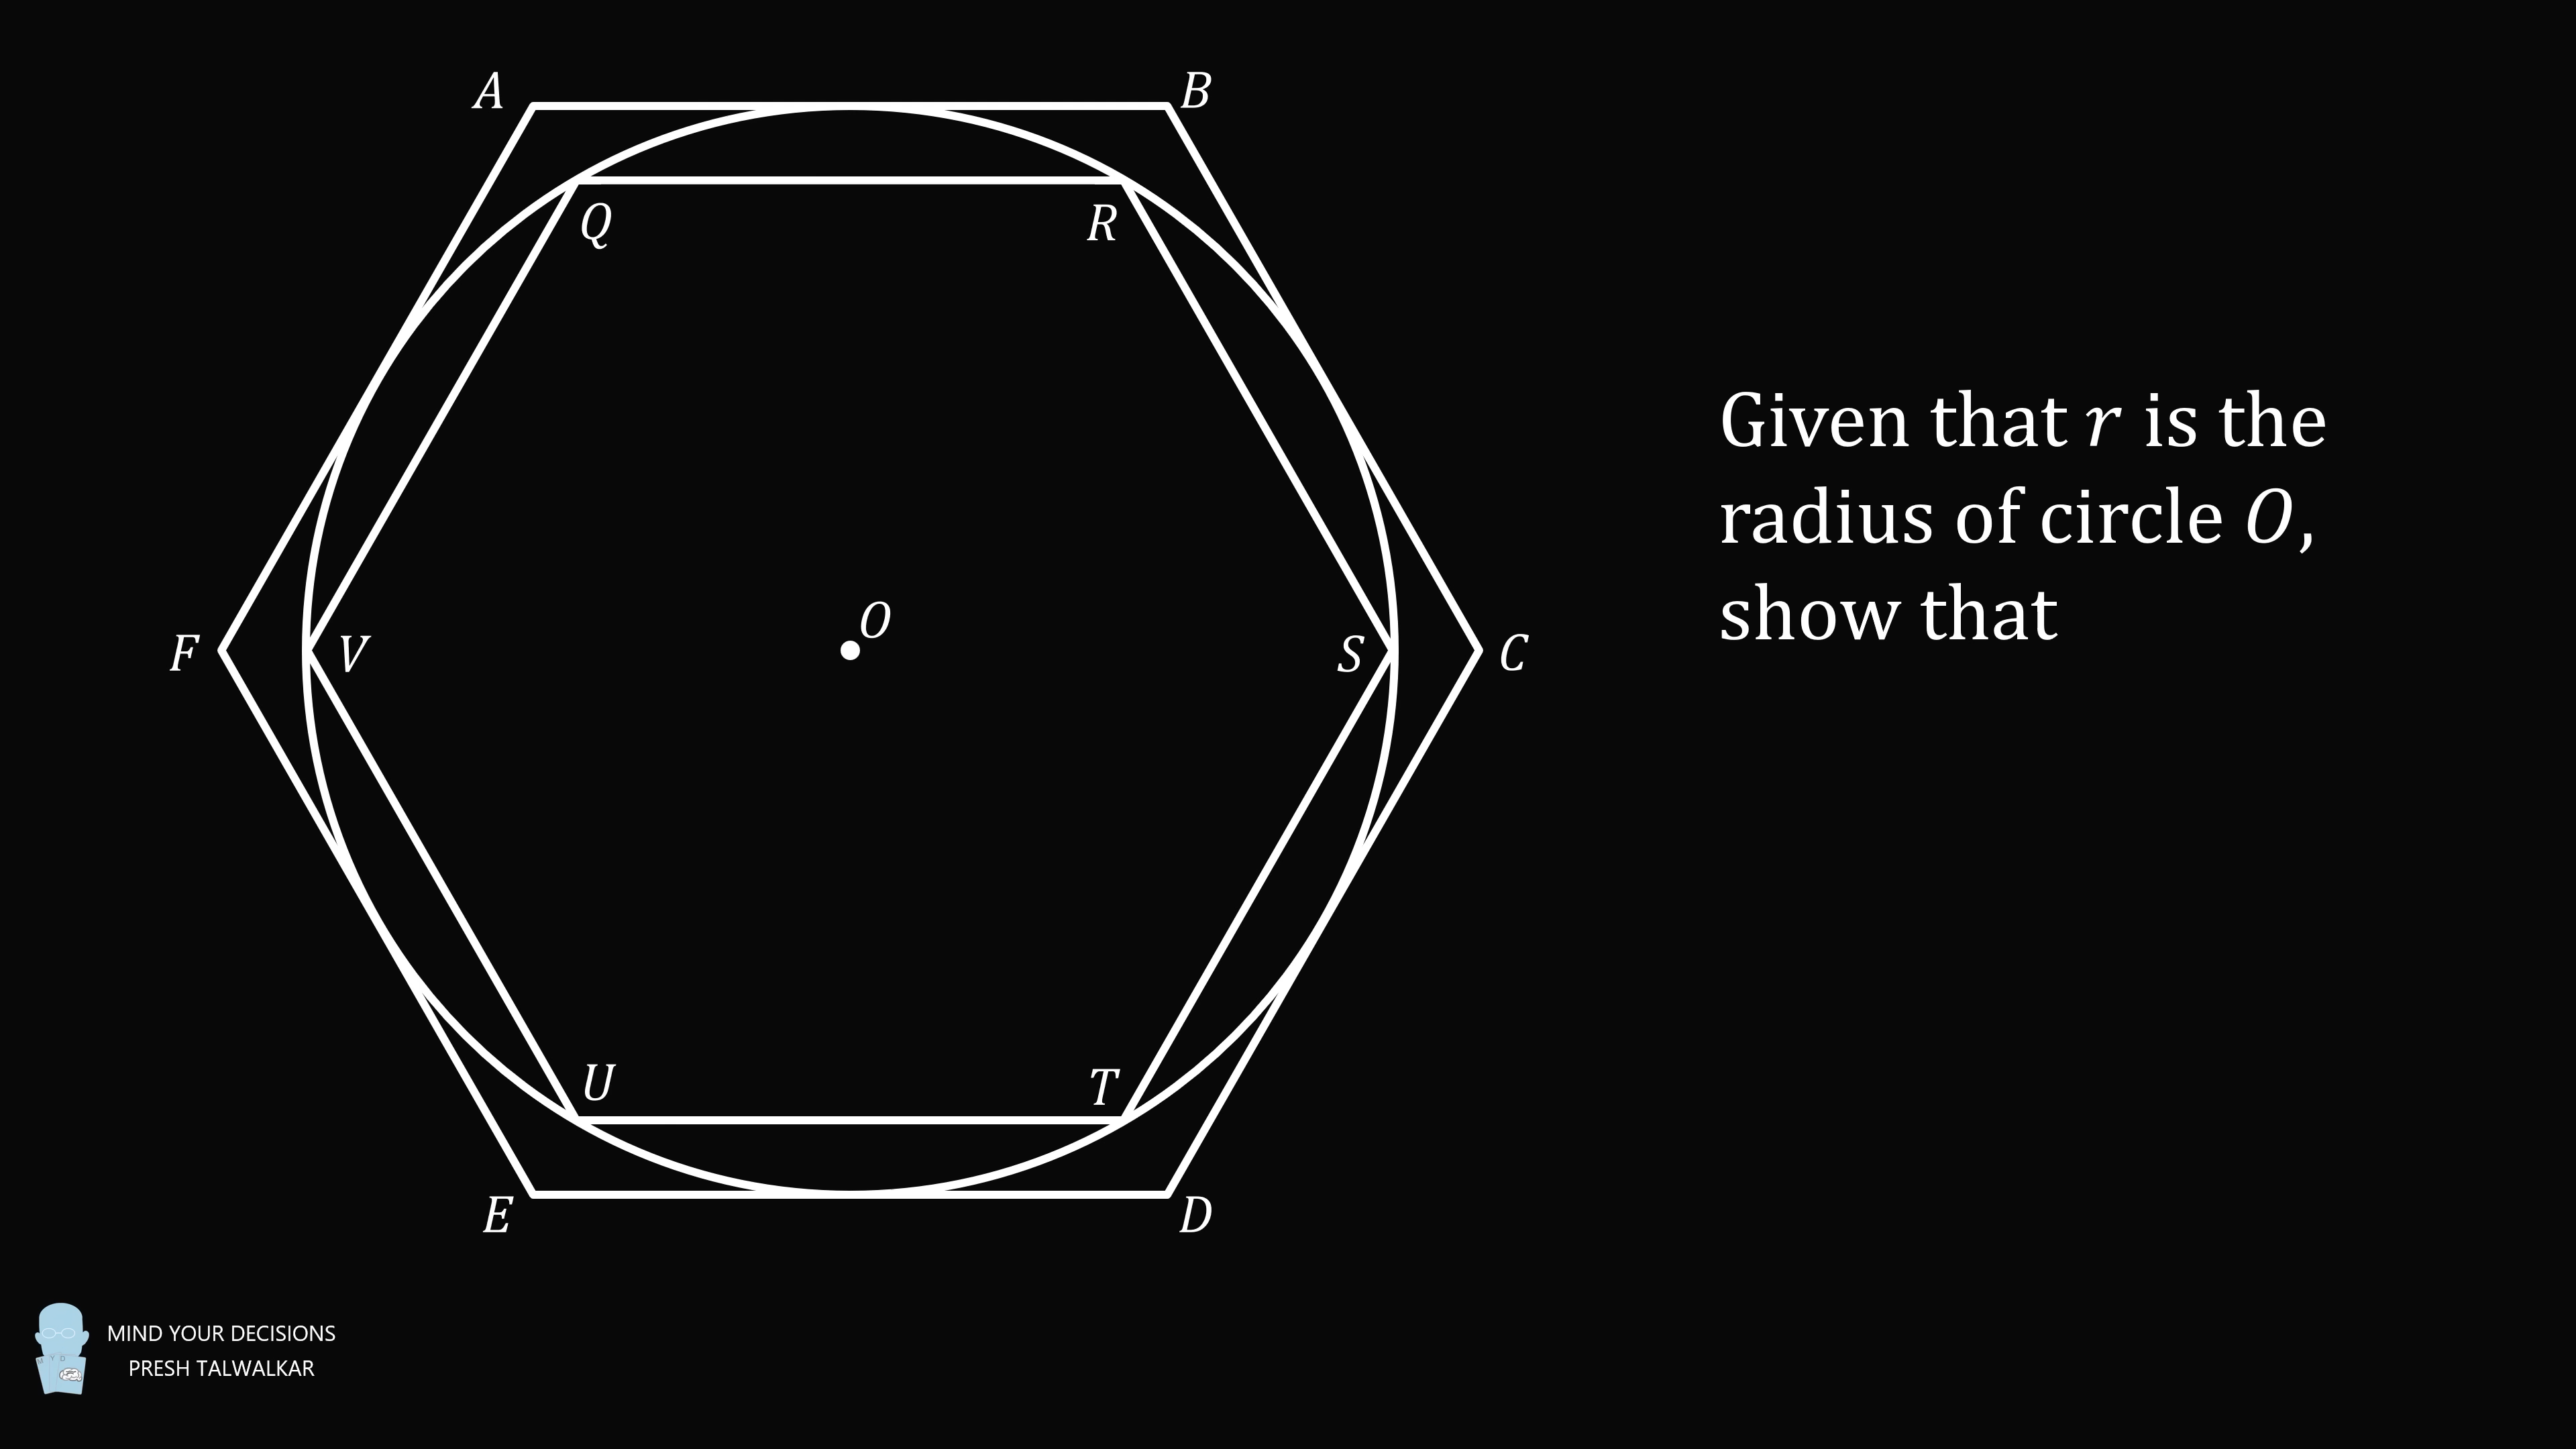 A
B
Q
R
Given that r is the
radius of circle O,
show that
O
F
V
S
C
U
T
E
D
MIND YOUR DECISIONS
PRESH TALWALKAR